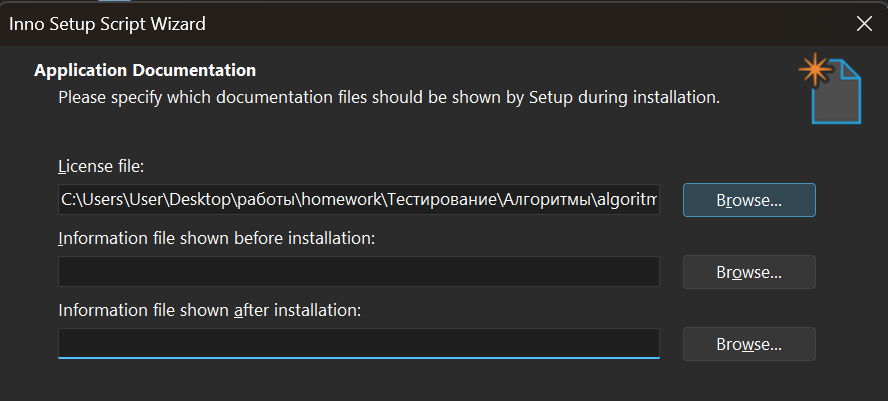 Inno Setup Script Wizard
Application Documentation
Please specify which documentation files should be shown by Setup during installation.
License file:
C:\Users\User\Desktop\работы\homework\Тестирование\Алгоритмы\algoritm
Browse...
Information file shown before installation:
Browse...
Information file shown after installation:
Browse...